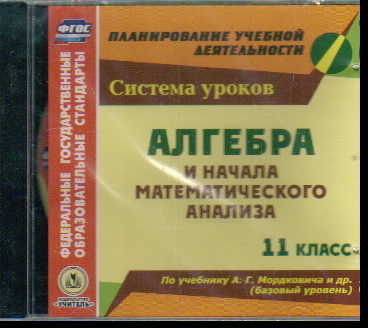 ФГОС
ФЕДЕРАЛЬНЫЕ ГОСУДАРСТВЕННЫЕ
ОБРАЗОВАТЕЛЬНЫЕ СТАНДАРТЫ
ПЛАНИРОВАНИЕ УЧЕБНОЙ
ДЕЯТЕЛЬНОСТИ
Система уроков
АЛГЕБРА
И НАЧАЛА
МАТЕМАТИЧЕСКОГО
АНАЛИЗА
11 КЛАСС
По учебнику А. Г. Мордковича и др.
(базовый уровень)
"УЧИТЕЛЬ"